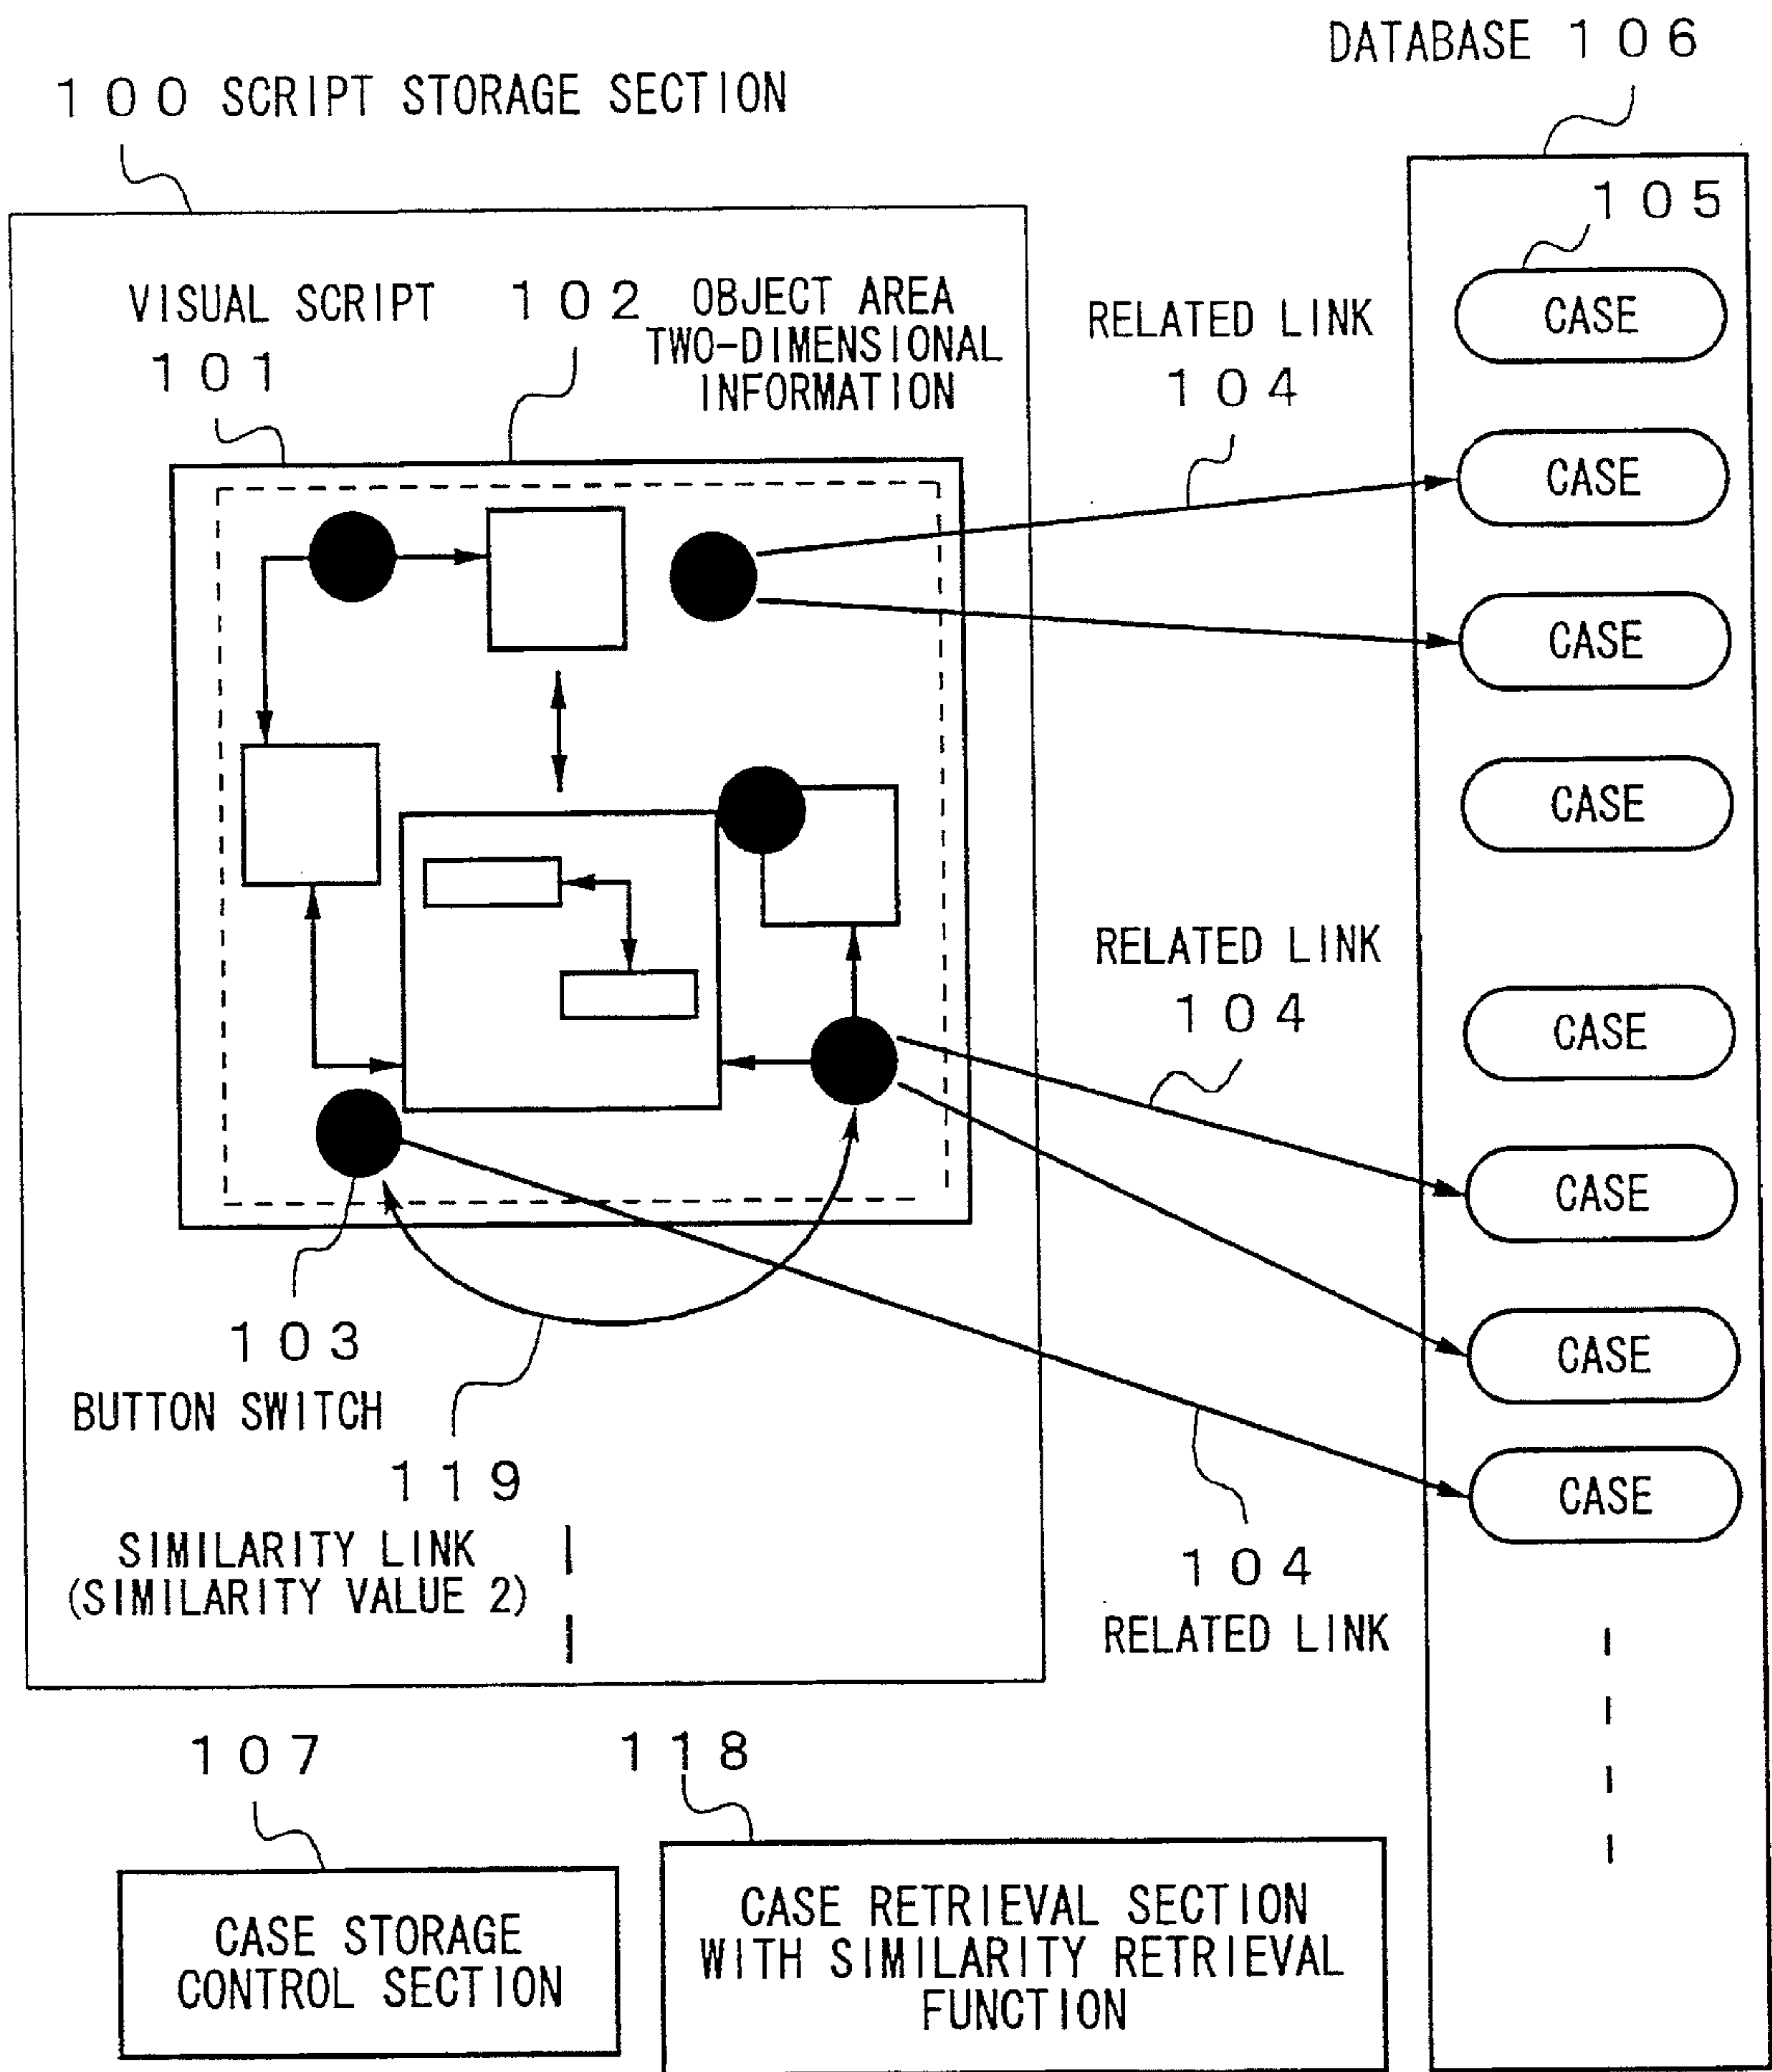 DATABASE 106
100 SCRIPT STORAGE SECTION
105
VISUAL SCRIPT
101
102
OBJECT AREA
TWO-DIMENSIONAL
INFORMATION
RELATED LINK
104
CASE
CASE
CASE
CASE
RELATED LINK
104
CASE
CASE
CASE
CASE
103
BUTTON SWITCH
119
SIMILARITY LINK
(SIMILARITY VALUE 2)
104
RELATED LINK
107
CASE STORAGE
CONTROL SECTION
118
CASE RETRIEVAL SECTION
WITH SIMILARITY RETRIEVAL
FUNCTION